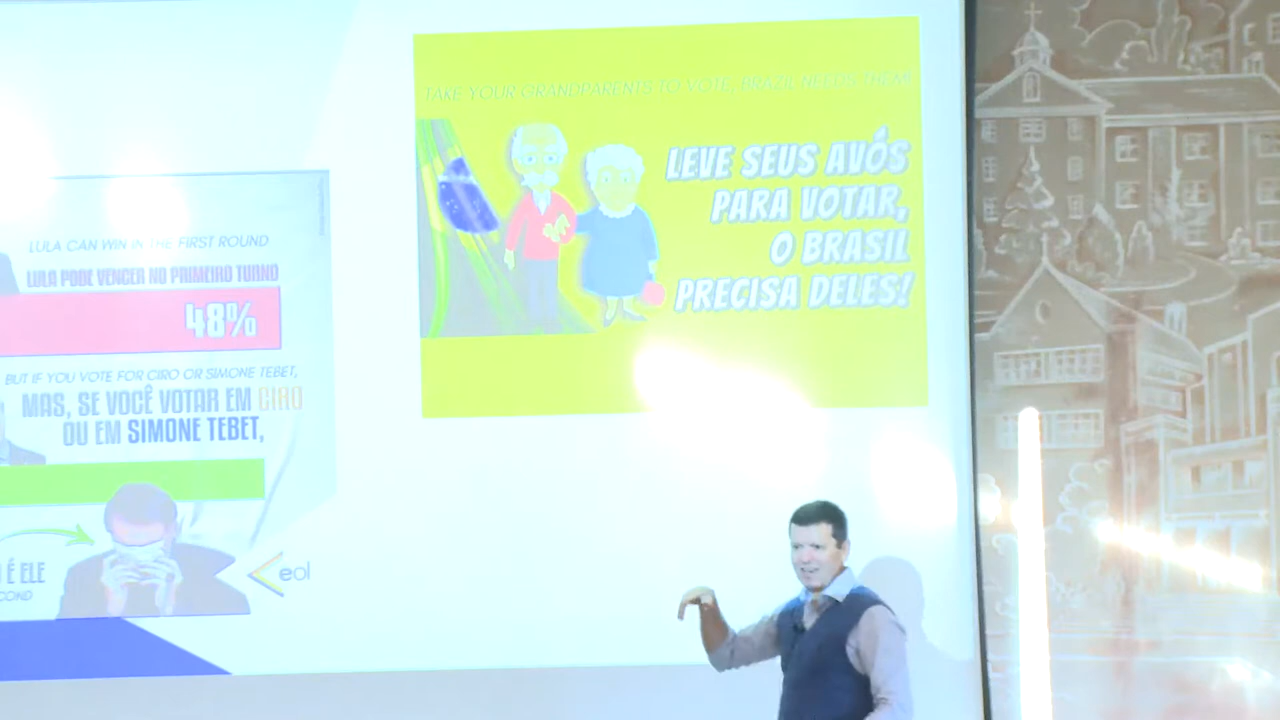 LULA CAN WIN IN THE FIRST ROUND
LULA PODE VENCER NO PRIMEIRO TURNO
48%
BUT IF YOU VOTE FOR CIRO OR SIMONE TEBET,
MAS, SE VOCÊ VOTAR EM CIRO
OU EM SIMONE TEBET,
É ELE
eol
TAKE YOUR GRANDPARENTS TO VOTE, BRAZIL NEEDS THEM!
LEVE SEUS AVÓS
PARA VOTAR,
O BRASIL
PRECISA DELES!